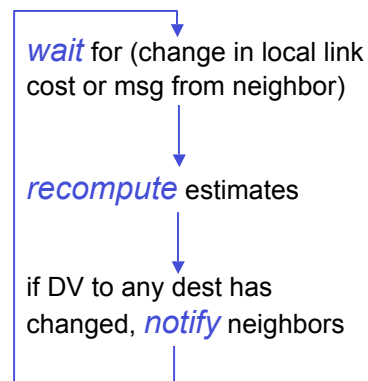 wait for (change in local link
cost or msg from neighbor)
recompute estimates
if DV to any dest has
changed, notify neighbors